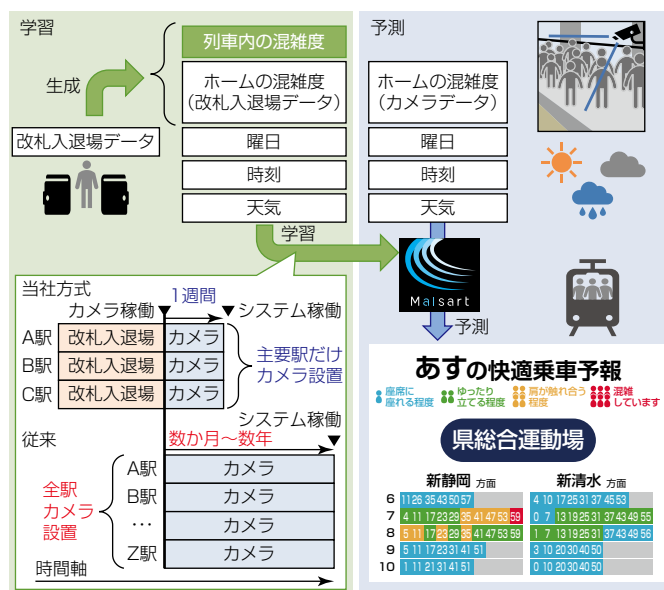 学習
列車内の混雑度
生成
ホームの混雑度
（改札入退場データ）
改札入退場データ
曜日
時刻
天気
学習
予測
ホームの混雑度
（カメラデータ）
曜日
時刻
天気
Maisart
予測
当社方式
1週間
カメラ稼働
システム稼働
A駅 改札入退場 カメラ
B駅 改札入退場 カメラ
C駅 改札入退場 カメラ
主要駅だけ
カメラ設置
システム稼働
従来
数か月～数年
全駅
カメラ
設置
A駅 カメラ
B駅 カメラ
… カメラ
Z駅 カメラ
時間軸
あすの快適乗車予報
座席に
座れる程度
ゆったり
立てる程度
肩が触れ合う
程度
混雑
しています
県総合運動場
新静岡 方面 新清水 方面
6 11 26 35 43 50 57 4 10 17 25 31 37 45 53
7 4 11 17 23 29 35 41 47 53 59 0 7 13 19 25 31 37 43 49 55
8 5 11 17 23 29 35 41 47 53 59 1 7 13 19 25 31 37 43 49 56
9 5 11 17 23 31 41 51 3 10 20 30 40 50
10 1 11 21 31 41 51 0 10 20 30 40 50